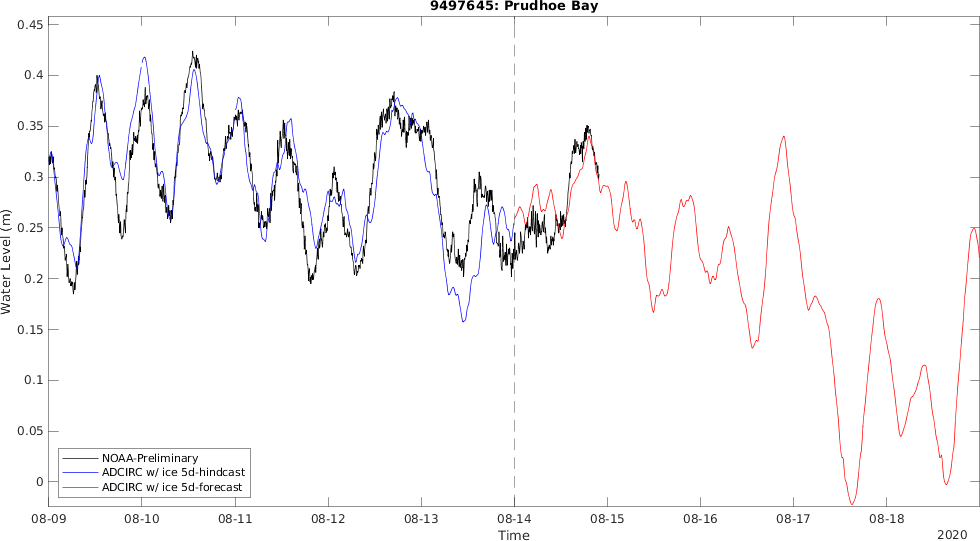 9497645: Prudhoe Bay
0.45
0.4
0.35
0.3
0.25
0.2
0.15
0.1
0.05
0
Water Level (m)
NOAA-Preliminary
ADCIRC w/ ice 5d-hindcast
ADCIRC w/ ice 5d-forecast
08-09 08-10 08-11 08-12 08-13 08-14 08-15 08-16 08-17 08-18
Time
2020